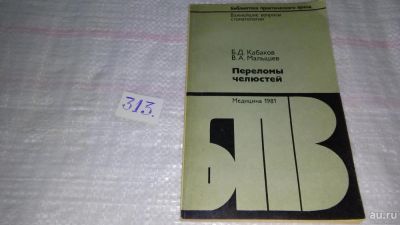 Библиотека практического врача
Важнейшие вопросы
стоматологии
Б.Д. Кабаков
В.А. Малышев
Переломы
челюстей
Медицина 1981
БПВ
313.
au.ru